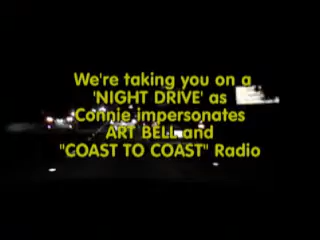 We're taking you on a
'NIGHT DRIVE' as
Connie impersonates
ART BELL and
"COAST TO COAST" Radio